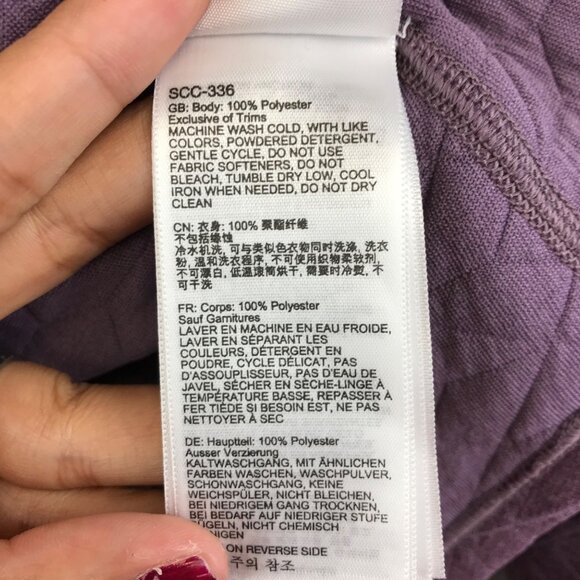 SCC-336
GB: Body: 100% Polyester
Exclusive of Trims
MACHINE WASH COLD, WITH LIKE
COLORS, POWDERED DETERGENT,
GENTLE CYCLE, DO NOT USE
FABRIC SOFTENERS, DO NOT
BLEACH, TUMBLE DRY LOW, COOL
IRON WHEN NEEDED, DO NOT DRY
CLEAN
CN: 衣身: 100% 聚酯纤维
不包括缘蚀
冷水机洗, 可与类似色衣物同时洗涤, 洗衣
粉, 温和洗衣程序, 不可使用织物柔软剂,
不可漂白, 低温滚筒烘干, 需要时冷熨, 不
可干洗
FR: Corps: 100% Polyester
Sauf Garnitures
LAVER EN MACHINE EN EAU FROIDE,
LAVER EN SÉPARANT LES
COULEURS, DÉTERGENT EN
POUDRE, CYCLE DÉLICAT, PAS
D'ASSOUPLISSEUR, PAS D'EAU DE
JAVEL, SÉCHER EN SÈCHE-LINGE À
TEMPÉRATURE BASSE, REPASSER À
FER TIÈDE SI BESOIN EST, NE PAS
NETTOYER À SEC
DE: Hauptteil: 100% Polyester
Ausser Verzierung
KALTWASCHGANG, MIT ÄHNLICHEN
FARBEN WASCHEN, WASCHPULVER,
SCHONWASCHGANG, KEINE
WEICHSPÜLER, NICHT BLEICHEN,
BEI NIEDRIGEM GANG TROCKNEN,
BEI BEDARF AUF NIEDRIGER STUFE
BÜGELN, NICHT CHEMISCH
REINIGEN
ON REVERSE SIDE
주의 참조